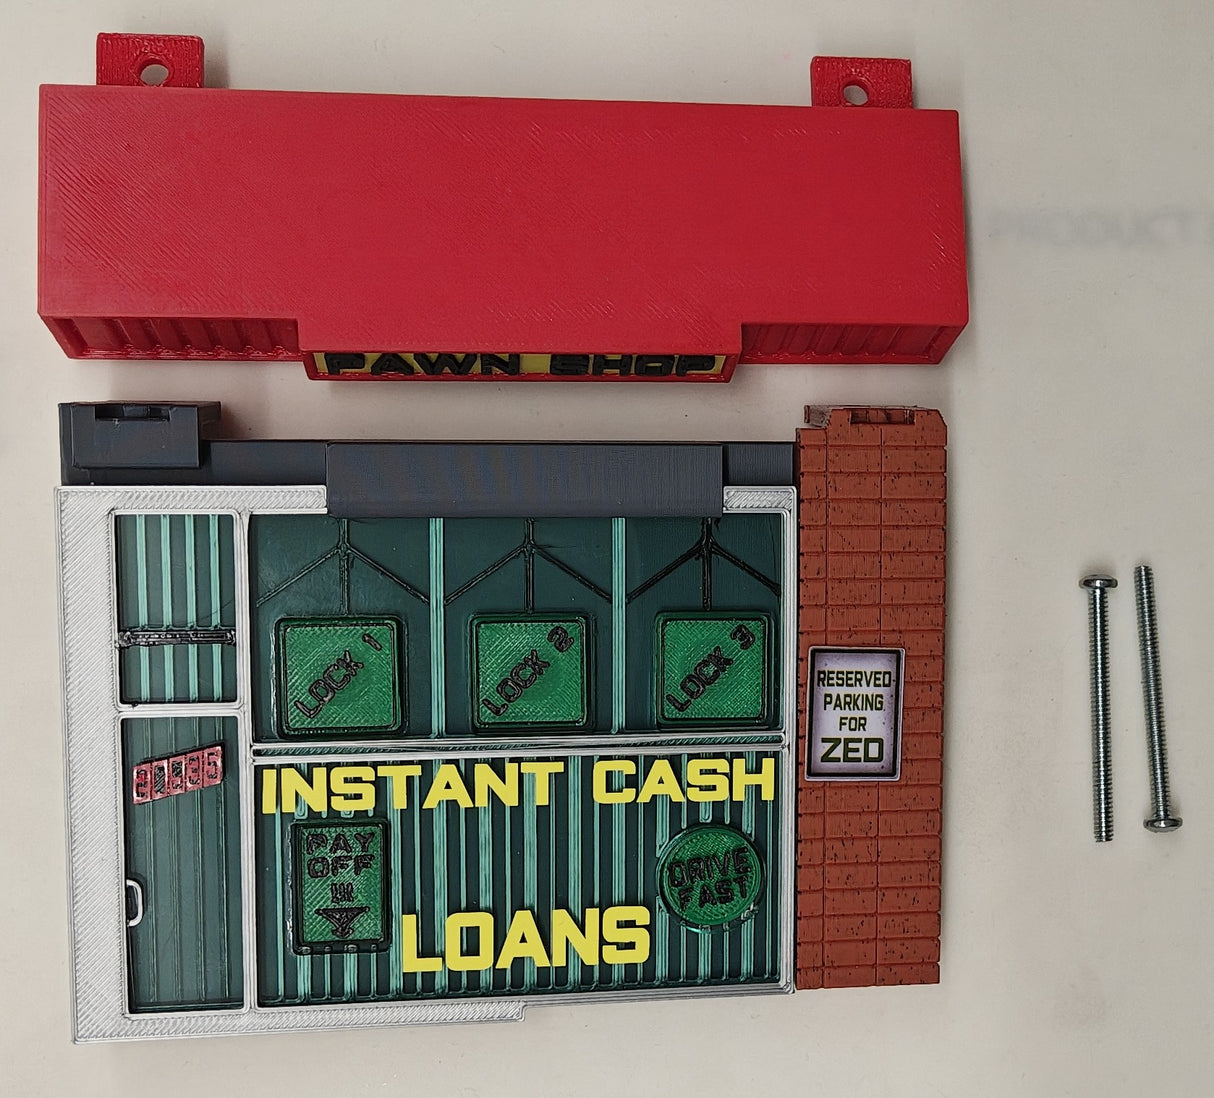 PRODUCT
PAWN SHOP
LOCK 1
LOCK 2
LOCK 3
RESERVED
PARKING
FOR
ZED
INSTANT CASH
PAY
OFF
DRIVE
FAST
LOANS